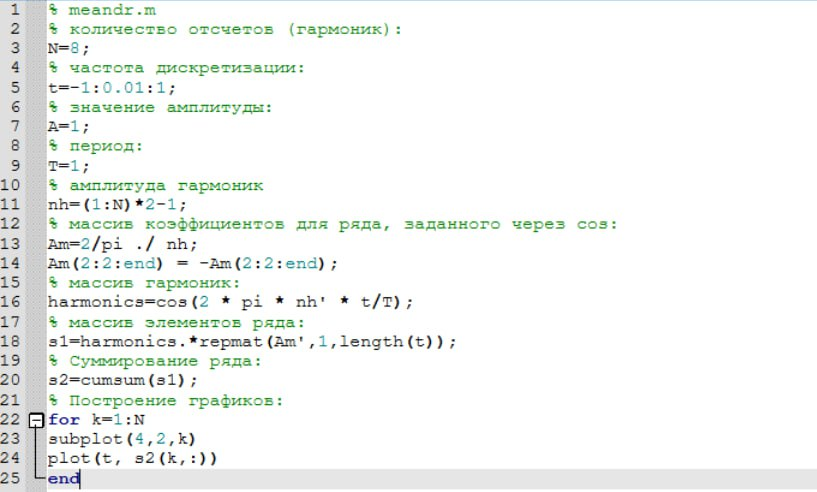 1 % meandr.m
2 % количество отсчетов (гармоник):
3 N=8;
4 % частота дискретизации:
5 t=-1:0.01:1;
6 % значение амплитуды:
7 A=1;
8 % период:
9 T=1;
10 % амплитуда гармоник
11 nh=(1:N)*2-1;
12 % массив коэффициентов для ряда, заданного через cos:
13 Am=2/pi ./ nh;
14 Am(2:2:end) = -Am(2:2:end);
15 % массив гармоник:
16 harmonics=cos(2 * pi * nh' * t/T);
17 % массив элементов ряда:
18 s1=harmonics.*repmat(Am',1,length(t));
19 % Суммирование ряда:
20 s2=cumsum(s1);
21 % Построение графиков:
22 for k=1:N
23 subplot(4,2,k)
24 plot(t, s2(k,:))
25 end